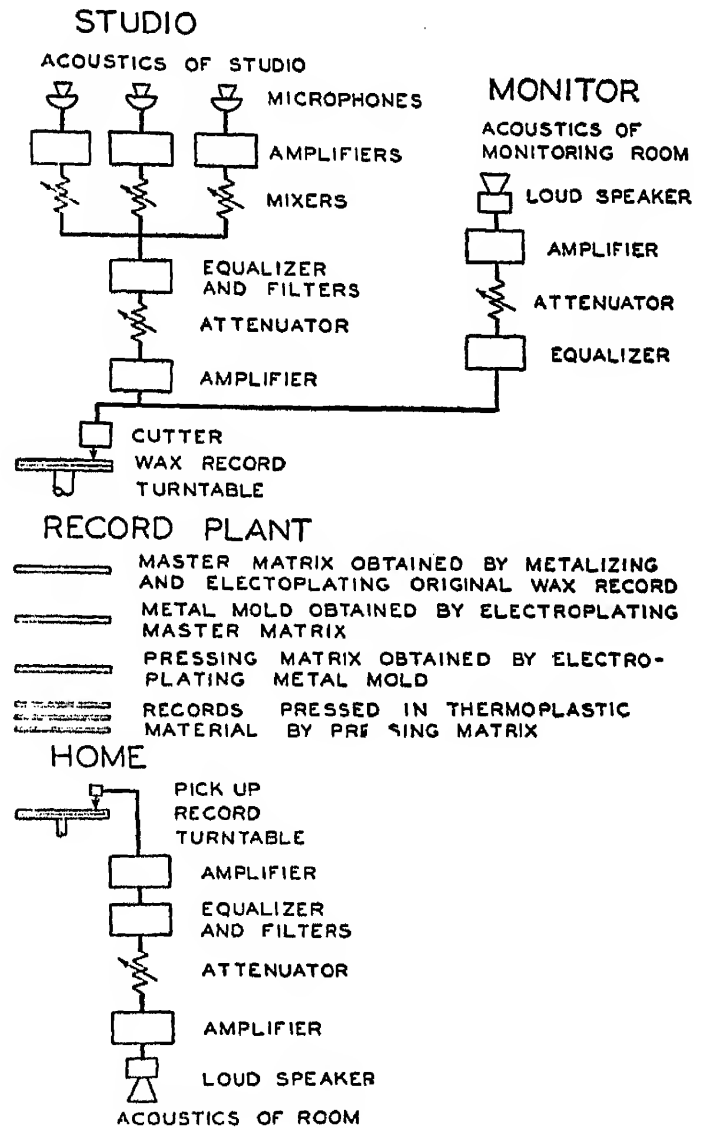 STUDIO
ACOUSTICS OF STUDIO
MICROPHONES
AMPLIFIERS
MIXERS
EQUALIZER
AND FILTERS
ATTENUATOR
AMPLIFIER
MONITOR
ACOUSTICS OF
MONITORING ROOM
LOUD SPEAKER
AMPLIFIER
ATTENUATOR
EQUALIZER
CUTTER
WAX RECORD
TURNTABLE
RECORD PLANT
MASTER MATRIX OBTAINED BY METALIZING
AND ELECTOPLATING ORIGINAL WAX RECORD
METAL MOLD OBTAINED BY ELECTROPLATING
MASTER MATRIX
PRESSING MATRIX OBTAINED BY ELECTRO-
PLATING METAL MOLD
RECORDS PRESSED IN THERMOPLASTIC
MATERIAL BY PRESSING MATRIX
HOME
PICK UP
RECORD
TURNTABLE
AMPLIFIER
EQUALIZER
AND FILTERS
ATTENUATOR
AMPLIFIER
LOUD SPEAKER
ACOUSTICS OF ROOM